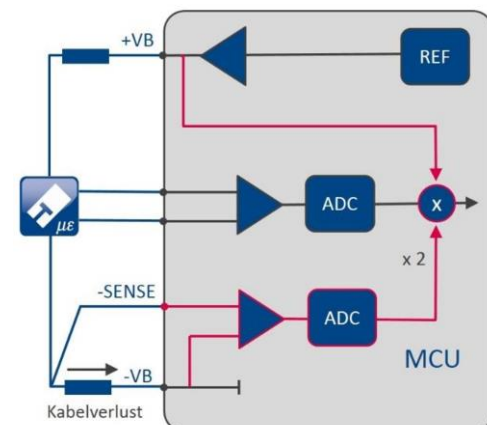 +VB
REF
με
ADC
x
x 2
-SENSE
ADC
MCU
-VB
Kabelverlust